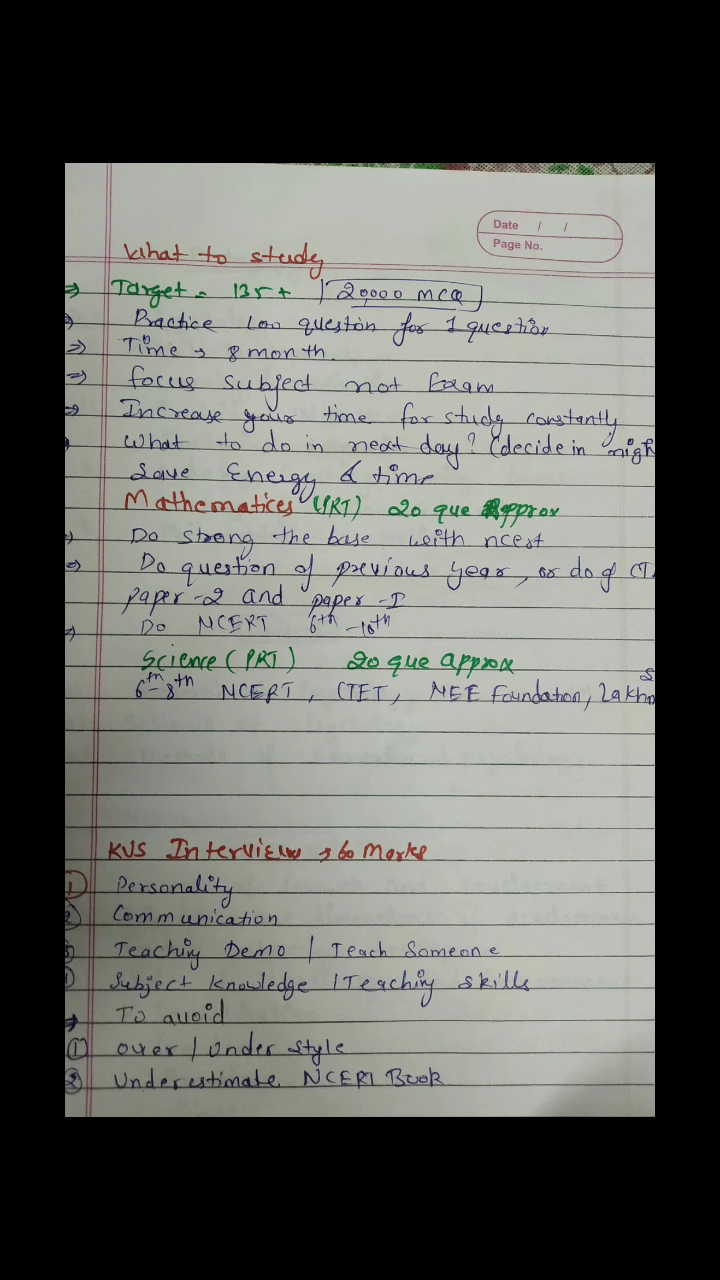 Date / /
Page No.
What to study
⇒ Target = 135+ | 20000 MCQ
⇒ Practice 100 question for 1 question
⇒ Time → 8 month.
⇒ focus subject not Exam
⇒ Increase your time for study constantly
What to do in next day? (decide in nigh
Save Energy & time
Mathematices (PRT) 20 que Approx
⇒ Do strong the base with ncert
⇒ Do question of previous year, or do of CT
paper-2 and paper-I
⇒ Do NCERT 6th-10th
Science (PRT) 20 que approx
6th-8th NCERT, CTET, NEE Foundation,
KVS Interview → 60 Marks
① Personality
② Communication
③ Teaching Demo | Teach Someone
Subject knowledge | Teaching skills
→ To avoid
① over | Under style
② Underestimate. NCERT Book